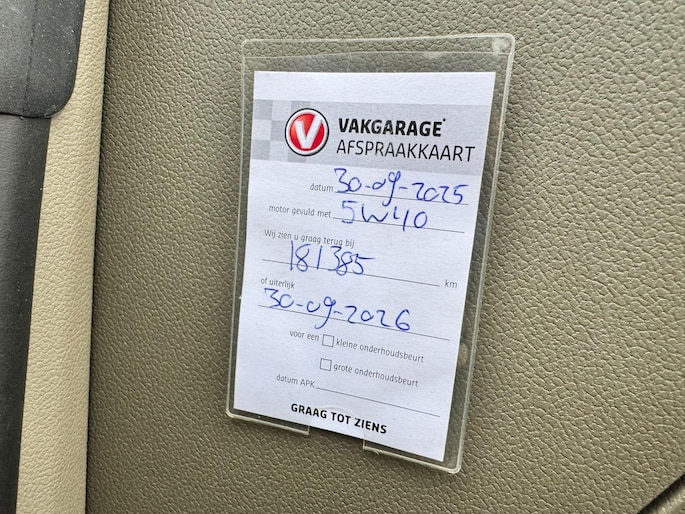 V VAKGARAGE
AFSPRAAKKAART
datum 30-09-2025
motor gevuld met 5W40
Wij zien u graag terug bij
181385 km
of uiterlijk
30-09-2026
voor een kleine onderhoudsbeurt
grote onderhoudsbeurt
datum APK
GRAAG TOT ZIENS